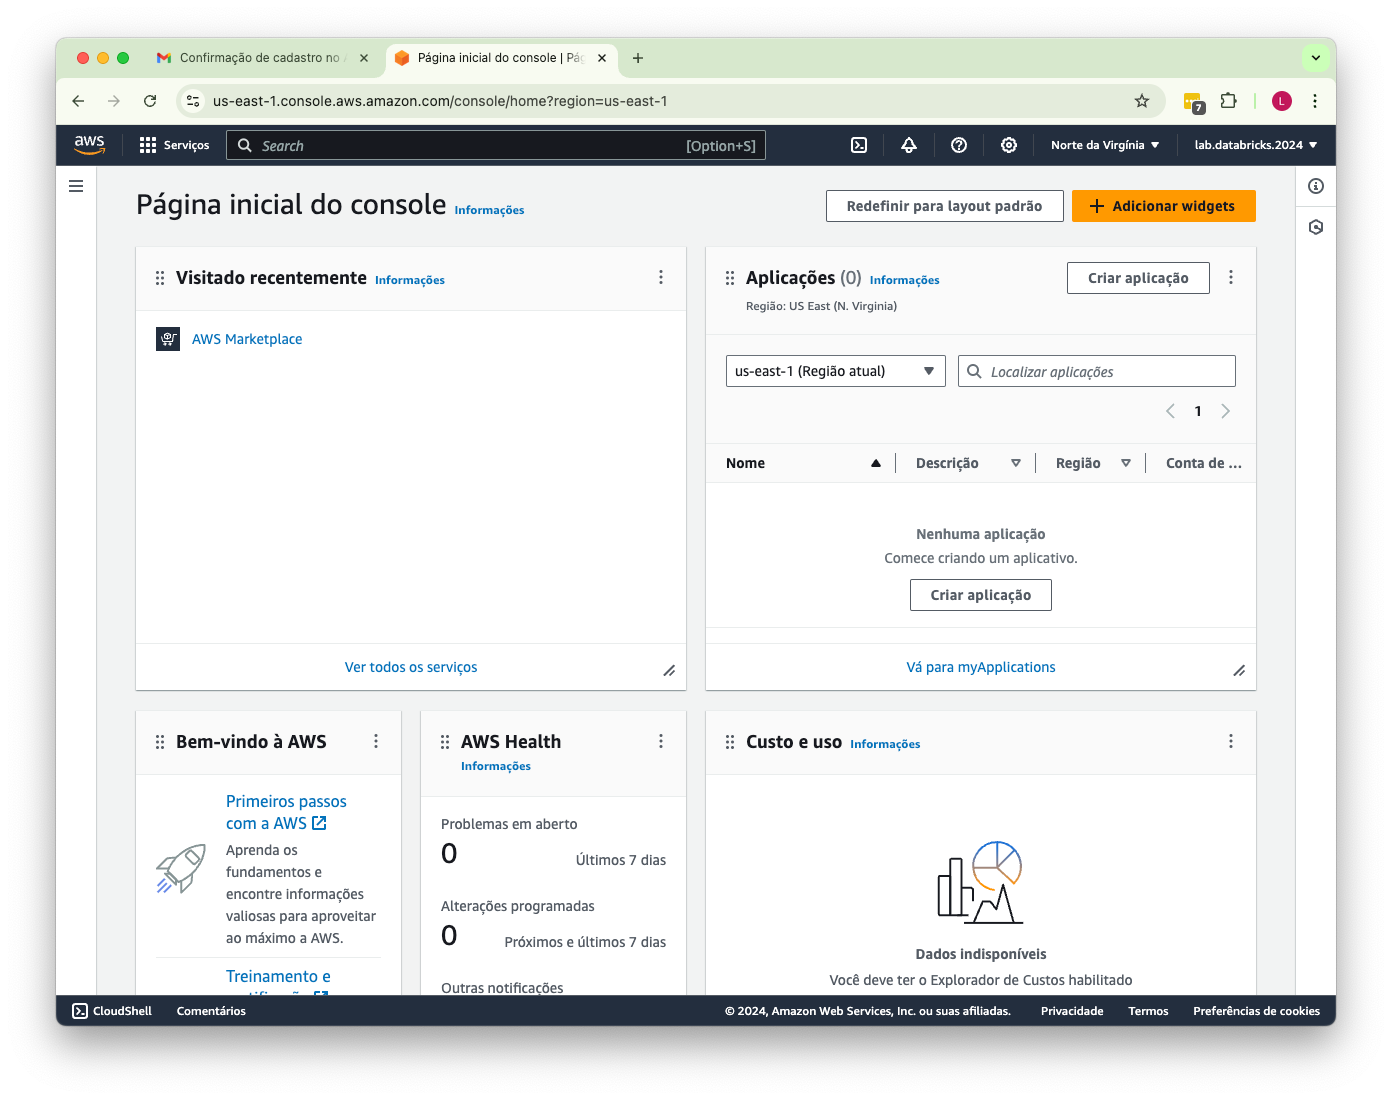 Confirmação de cadastro no
Página inicial do console | Pág
us-east-1.console.aws.amazon.com/console/home?region=us-east-1
7
L
aws
Serviços
Search
[Option+S]
Norte da Virgínia
lab.databricks.2024
Página inicial do console Informações
Redefinir para layout padrão
Adicionar widgets
Visitado recentemente Informações
AWS Marketplace
Ver todos os serviços
Aplicações (0) Informações
Região: US East (N. Virginia)
Criar aplicação
us-east-1 (Região atual)
Localizar aplicações
1
Nome
Descrição
Região
Conta de ...
Nenhuma aplicação
Comece criando um aplicativo.
Criar aplicação
Vá para myApplications
Bem-vindo à AWS
Primeiros passos
com a AWS
Aprenda os
fundamentos e
encontre informações
valiosas para aproveitar
ao máximo a AWS.
Treinamento e
AWS Health
Informações
Problemas em aberto
0
Últimos 7 dias
Alterações programadas
0
Próximos e últimos 7 dias
Outras notificações
Custo e uso Informações
Dados indisponíveis
Você deve ter o Explorador de Custos habilitado
CloudShell
Comentários
© 2024, Amazon Web Services, Inc. ou suas afiliadas.
Privacidade
Termos
Preferências de cookies